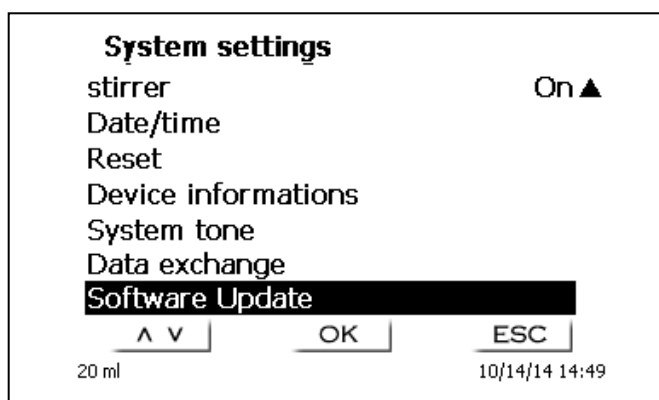 System settings
stirrer On ▲
Date/time
Reset
Device informations
System tone
Data exchange
Software Update
∧ ∨ OK ESC
20 ml 10/14/14 14:49